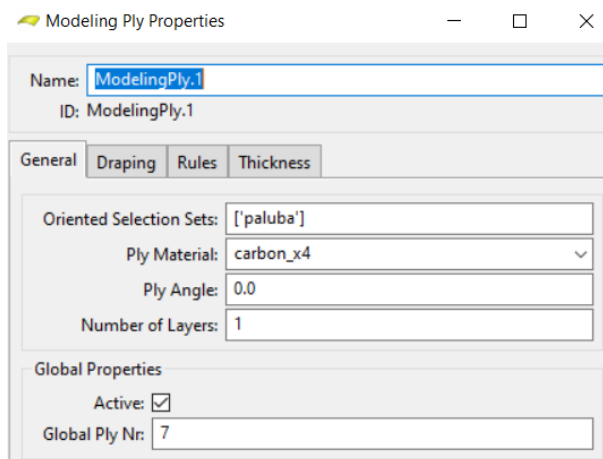 Modeling Ply Properties
Name: ModelingPly.1
ID: ModelingPly.1
General Draping Rules Thickness
Oriented Selection Sets: ['paluba']
Ply Material: carbon_x4
Ply Angle: 0.0
Number of Layers: 1
Global Properties
Active:
Global Ply Nr: 7